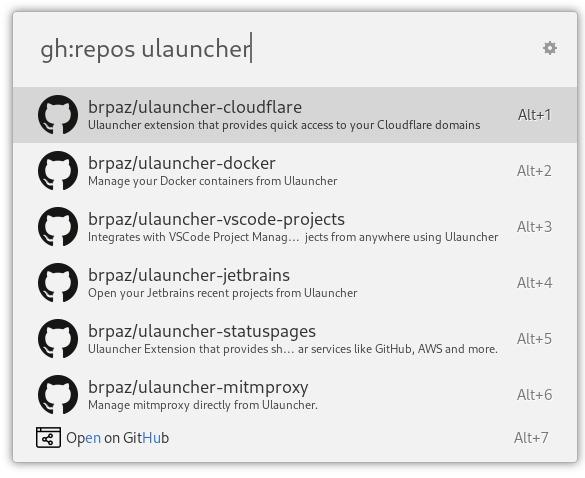 gh:repos ulauncher
brpaz/ulauncher-cloudflare
Ulauncher extension that provides quick access to your Cloudflare domains
Alt+1
brpaz/ulauncher-docker
Manage your Docker containers from Ulauncher
Alt+2
brpaz/ulauncher-vscode-projects
Integrates with VSCode Project Manag… jects from anywhere using Ulauncher
Alt+3
brpaz/ulauncher-jetbrains
Open your Jetbrains recent projects from Ulauncher
Alt+4
brpaz/ulauncher-statuspages
Ulauncher Extension that provides sh… ar services like GitHub, AWS and more.
Alt+5
brpaz/ulauncher-mitmproxy
Manage mitmproxy directly from Ulauncher.
Alt+6
Open on GitHub
Alt+7